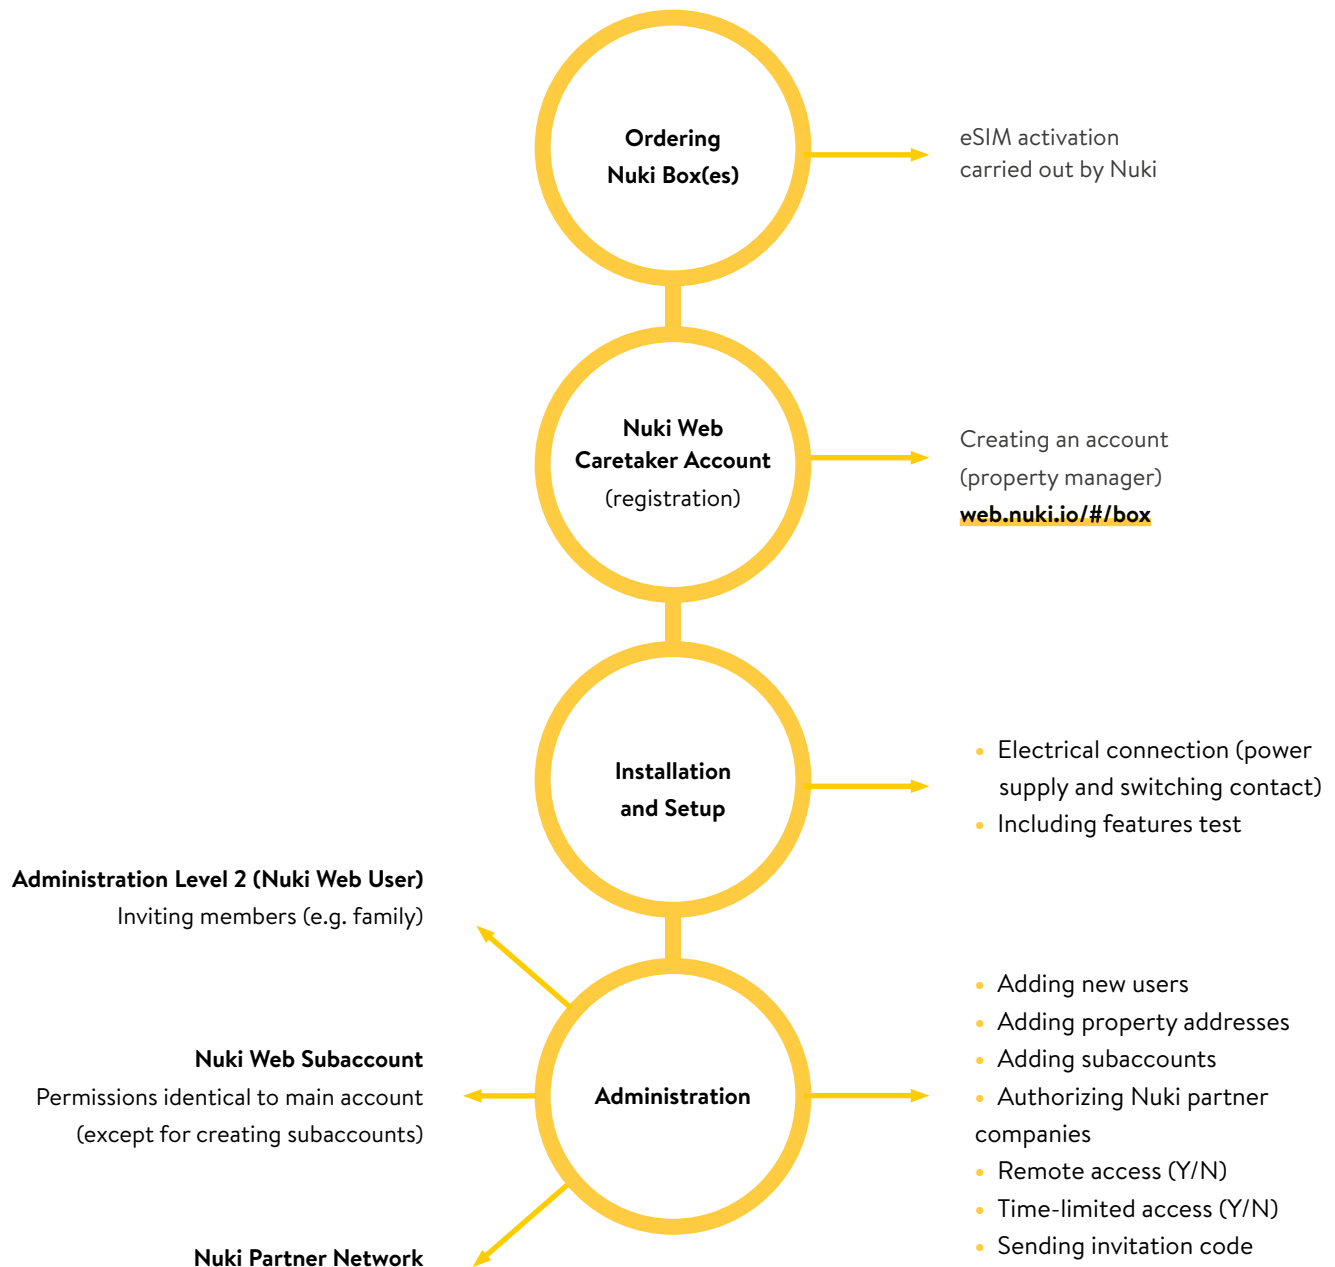 Ordering
Nuki Box(es)
eSIM activation
carried out by Nuki
Nuki Web
Caretaker Account
(registration)
Creating an account
(property manager)
web.nuki.io/#/box
Installation
and Setup
• Electrical connection (power
supply and switching contact)
• Including features test
Administration Level 2 (Nuki Web User)
Inviting members (e.g. family)
Nuki Web Subaccount
Permissions identical to main account
(except for creating subaccounts)
Nuki Partner Network
Administration
• Adding new users
• Adding property addresses
• Adding subaccounts
• Authorizing Nuki partner
companies
• Remote access (Y/N)
• Time-limited access (Y/N)
• Sending invitation code